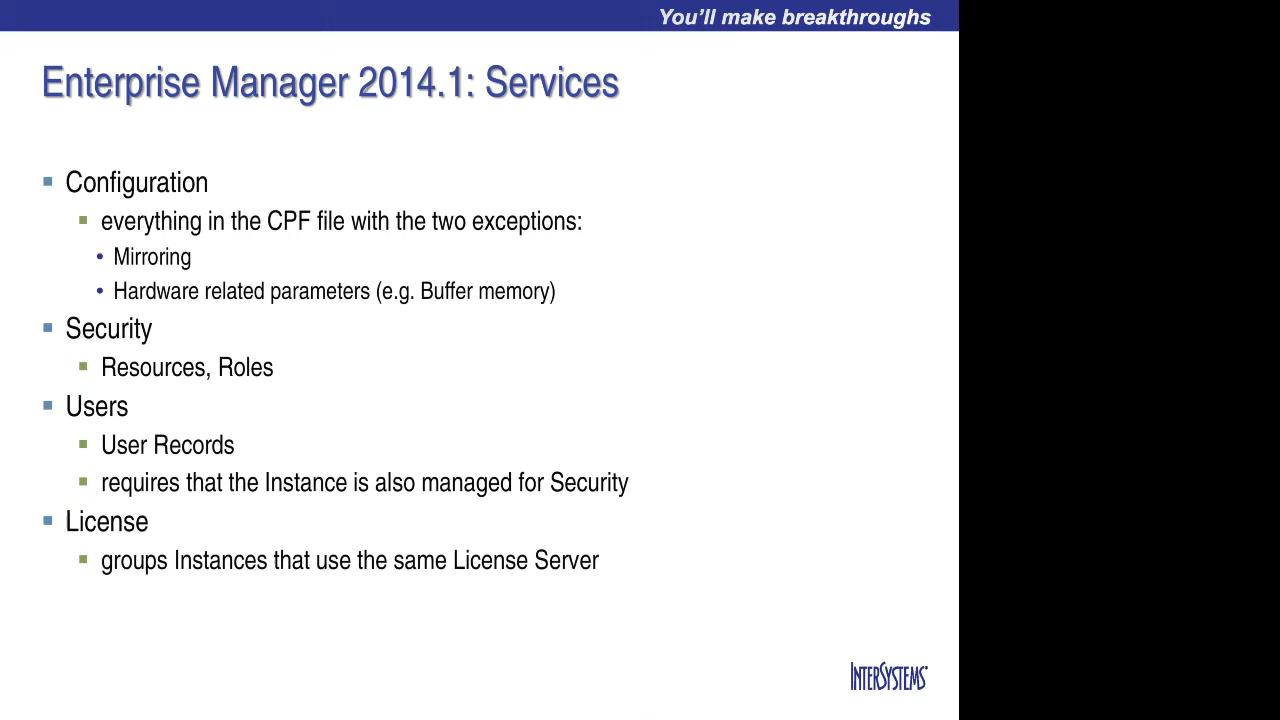 You'll make breakthroughs
Enterprise Manager 2014.1: Services
Configuration
everything in the CPF file with the two exceptions:
Mirroring
Hardware related parameters (e.g. Buffer memory)
Security
Resources, Roles
Users
User Records
requires that the Instance is also managed for Security
License
groups Instances that use the same License Server
INTERSYSTEMS